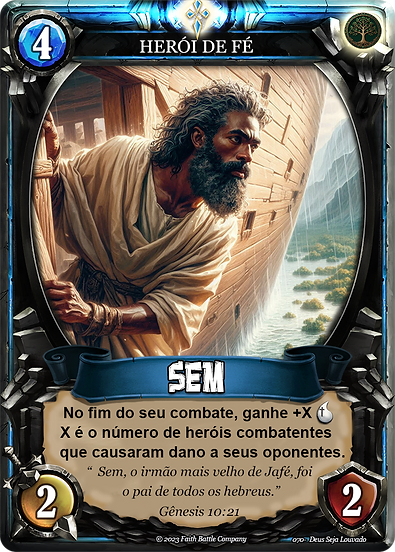 4
HERÓI DE FÉ
SEM
No fim do seu combate, ganhe +X
X é o número de heróis combatentes
que causaram dano a seus oponentes.
“ Sem, o irmão mais velho de Jafé, foi
o pai de todos os hebreus.”
Gênesis 10:21
2
2
© 2023 Faith Battle Company
070 - Deus Seja Louvado